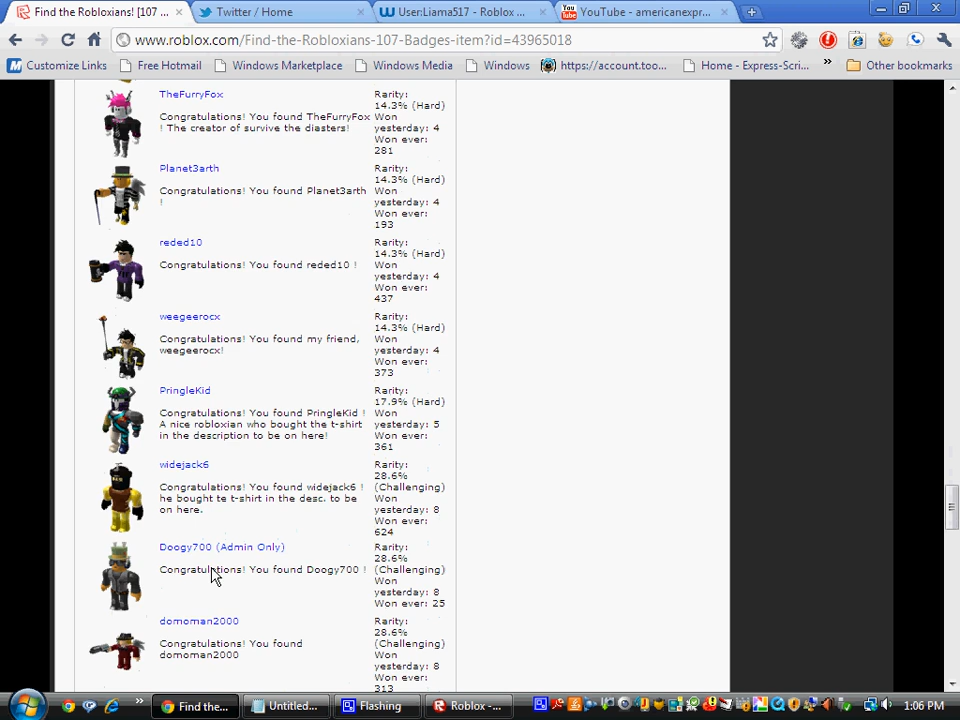 Find the Robloxians! [107
Twitter / Home
User:Liama517 - Roblox ...
YouTube - americanexpr...
www.roblox.com/Find-the-Robloxians-107-Badges-item?id=43965018
Customize Links
Free Hotmail
Windows Marketplace
Windows Media
Windows
https://account.too...
Home - Express-Scri...
»
Other bookmarks
TheFurryFox
Congratulations! You found TheFurryFox
! The creator of survive the diasters!
Rarity:
14.3% (Hard)
Won
yesterday: 4
Won ever:
281
Planet3arth
Congratulations! You found Planet3arth
!
Rarity:
14.3% (Hard)
Won
yesterday: 4
Won ever:
193
reded10
Congratulations! You found reded10 !
Rarity:
14.3% (Hard)
Won
yesterday: 4
Won ever:
437
weegeerocx
Congratulations! You found my friend,
weegeerocx!
Rarity:
14.3% (Hard)
Won
yesterday: 4
Won ever:
373
PringleKid
Congratulations! You found PringleKid !
A nice robloxian who bought the t-shirt
in the description to be on here!
Rarity:
17.9% (Hard)
Won
yesterday: 5
Won ever:
361
widejack6
Congratulations! You found widejack6 !
he bought te t-shirt in the desc. to be
on here.
Rarity:
28.6%
(Challenging)
Won
yesterday: 8
Won ever:
624
Doogy700 (Admin Only)
Congratulations! You found Doogy700 !
Rarity:
28.6%
(Challenging)
Won
yesterday: 8
Won ever: 25
domoman2000
Congratulations! You found
domoman2000
Rarity:
28.6%
(Challenging)
Won
yesterday: 8
Won ever:
313
»
Find the...
Untitled...
Flashing
Roblox -...
1:06 PM